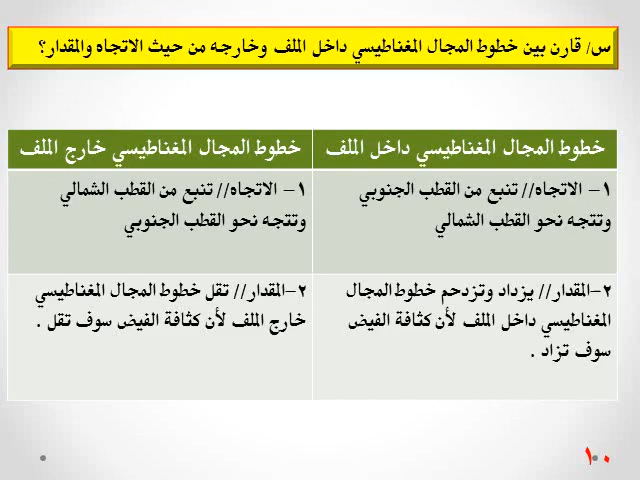 س/ قارن بين خطوط المجال المغناطيسي داخل الملف وخارجه من حيث الاتجاه والمقدار؟
خطوط المجال المغناطيسي داخل الملف
خطوط المجال المغناطيسي خارج الملف
١- الاتجاه// تنبع من القطب الجنوبي
وتتجه نحو القطب الشمالي
١- الاتجاه// تنبع من القطب الشمالي
وتتجه نحو القطب الجنوبي
٢-المقدار// يزداد وتزدحم خطوط المجال
المغناطيسي داخل الملف لأن كثافة الفيض
سوف تزاد .
٢-المقدار// تقل خطوط المجال المغناطيسي
خارج الملف لأن كثافة الفيض سوف تقل .
١٠